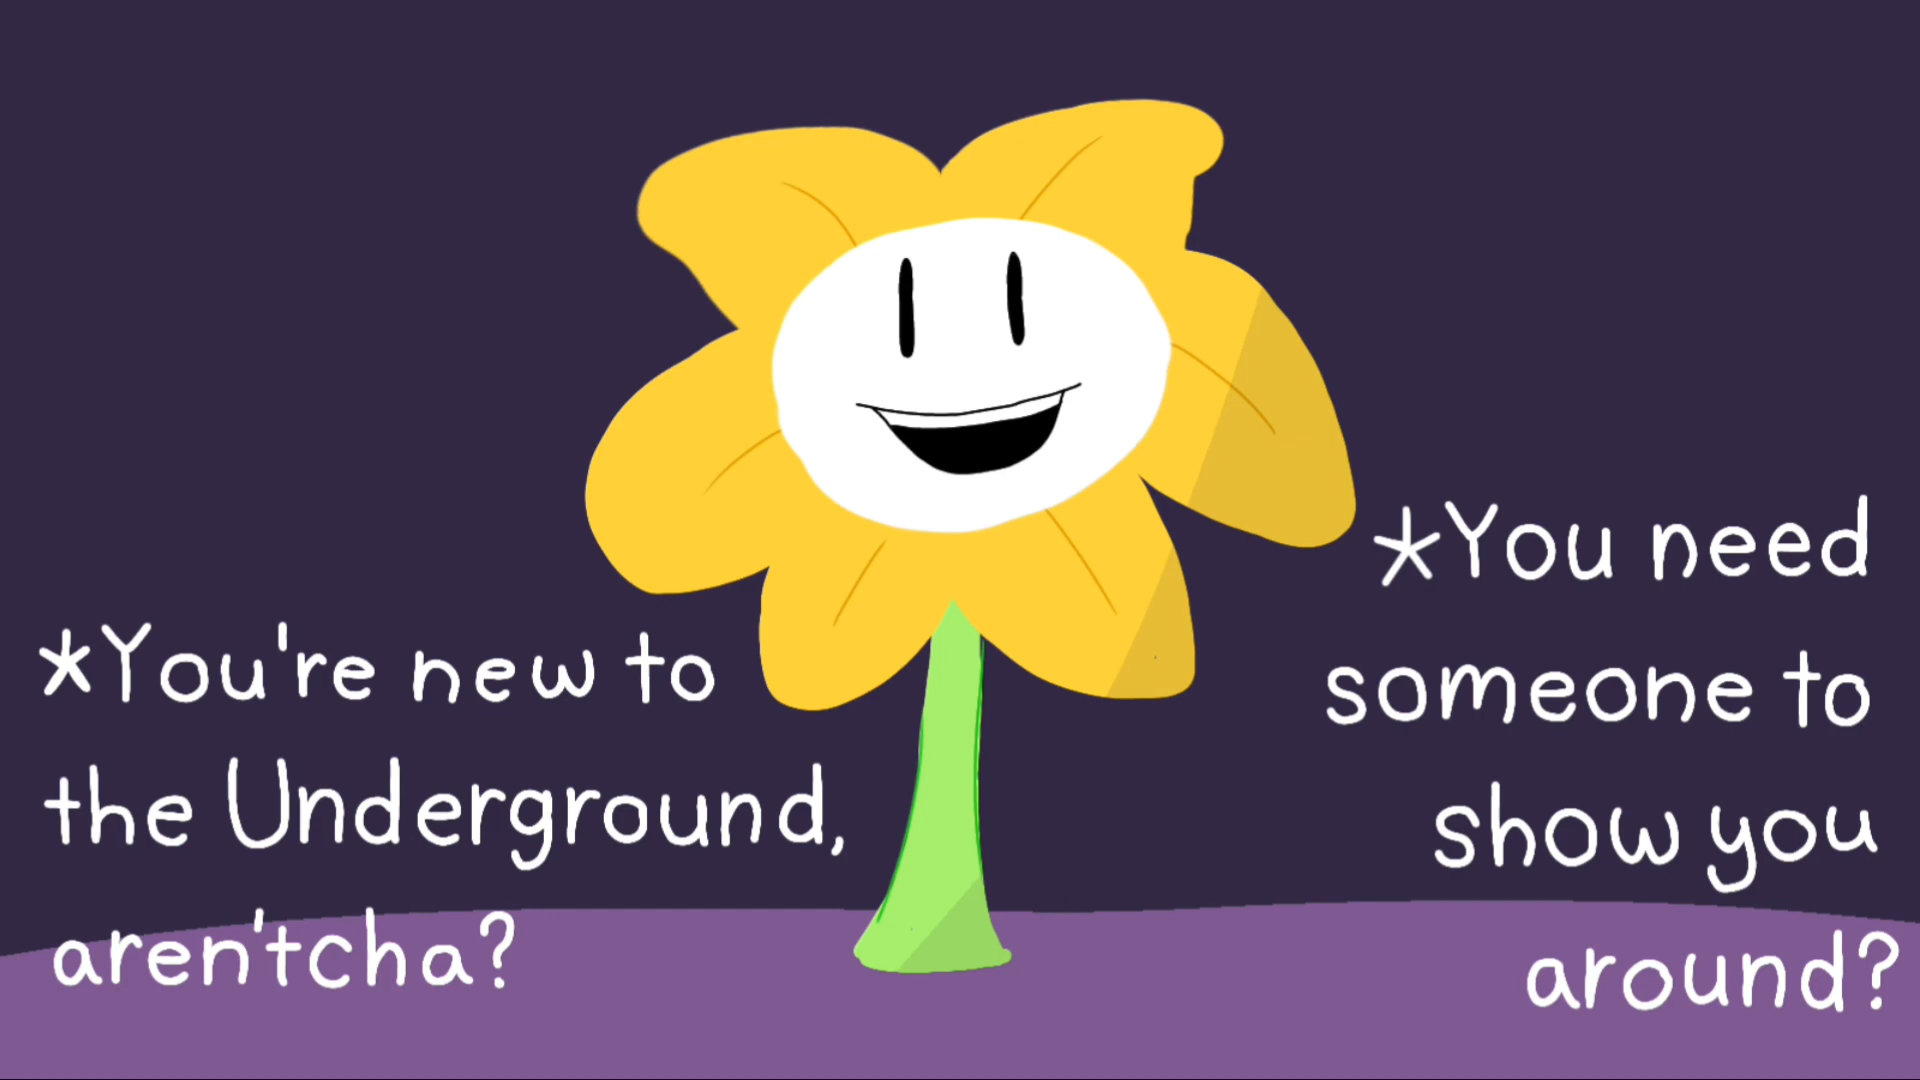 *You're new to
the Underground,
aren'tcha?
*You need
someone to
show you
around?